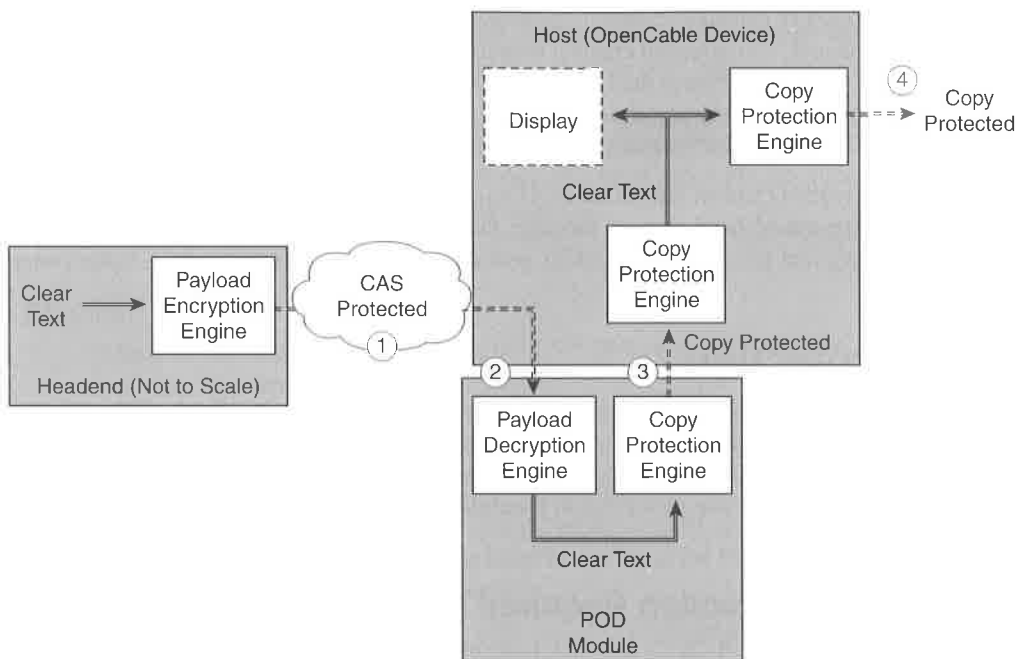 Host (OpenCable Device)
Display
Copy
Protection
Engine
4
Copy
Protected
Clear Text
Copy
Protection
Engine
Copy Protected
Clear
Text
Payload
Encryption
Engine
Headend (Not to Scale)
CAS
Protected
1
2
3
Payload
Decryption
Engine
Copy
Protection
Engine
Clear Text
POD
Module